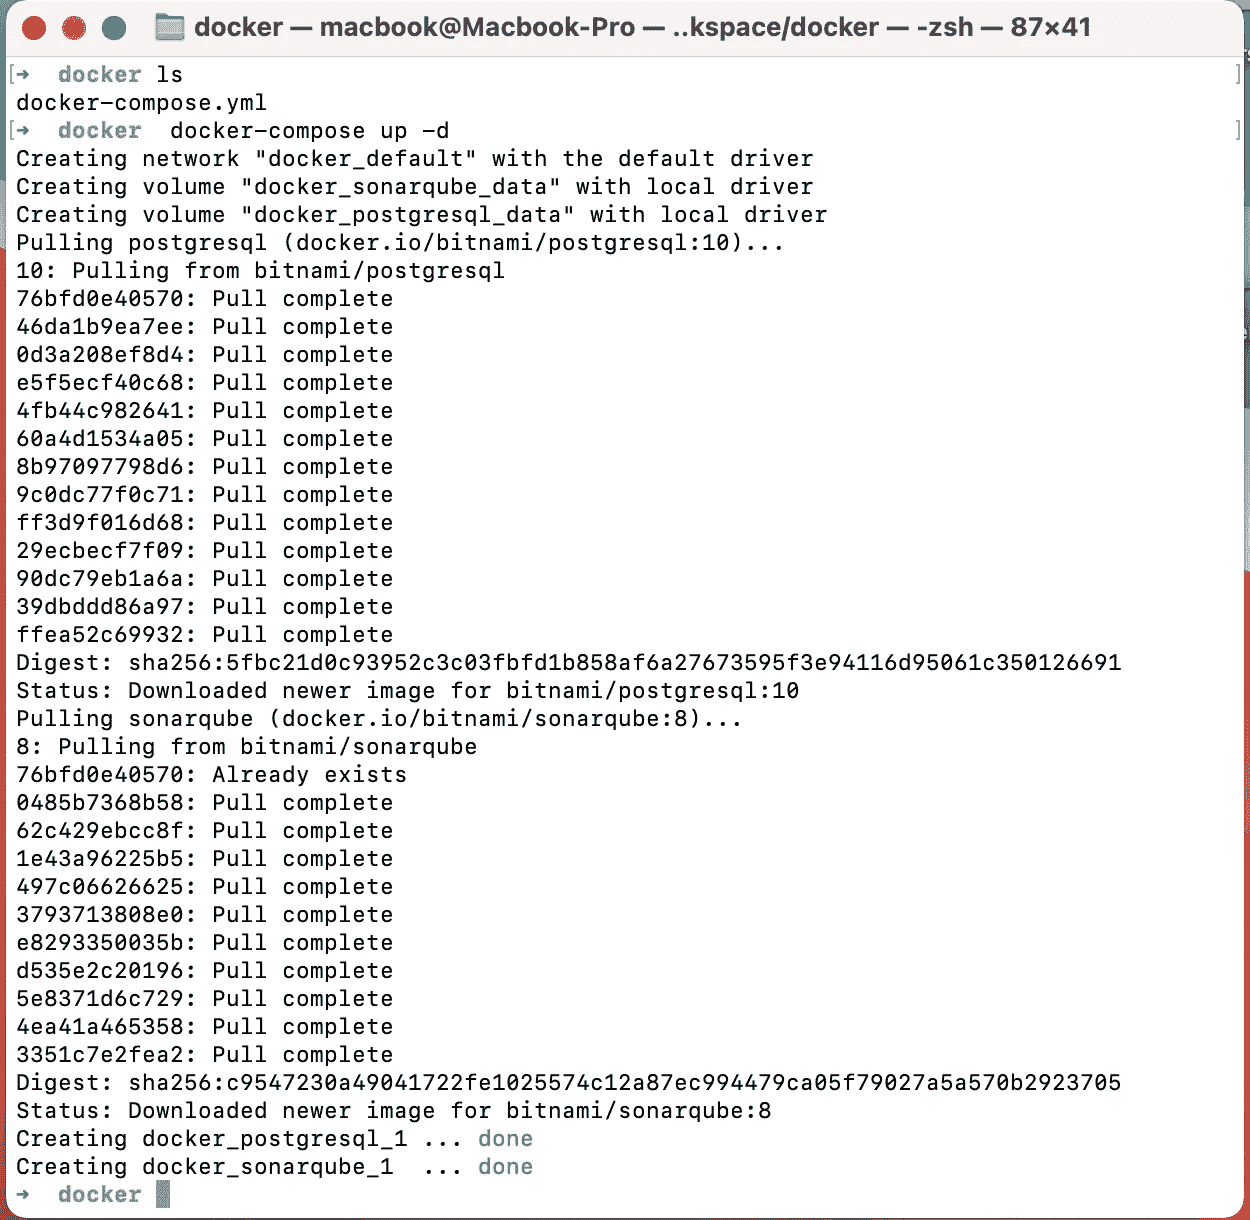 docker — macbook@Macbook-Pro — ..kspace/docker — -zsh — 87×41
[➜  docker ls ]
docker-compose.yml
[➜  docker  docker-compose up -d ]
Creating network "docker_default" with the default driver
Creating volume "docker_sonarqube_data" with local driver
Creating volume "docker_postgresql_data" with local driver
Pulling postgresql (docker.io/bitnami/postgresql:10)...
10: Pulling from bitnami/postgresql
76bfd0e40570: Pull complete
46da1b9ea7ee: Pull complete
0d3a208ef8d4: Pull complete
e5f5ecf40c68: Pull complete
4fb44c982641: Pull complete
60a4d1534a05: Pull complete
8b97097798d6: Pull complete
9c0dc77f0c71: Pull complete
ff3d9f016d68: Pull complete
29ecbecf7f09: Pull complete
90dc79eb1a6a: Pull complete
39dbddd86a97: Pull complete
ffea52c69932: Pull complete
Digest: sha256:5fbc21d0c93952c3c03fbfd1b858af6a27673595f3e94116d95061c350126691
Status: Downloaded newer image for bitnami/postgresql:10
Pulling sonarqube (docker.io/bitnami/sonarqube:8)...
8: Pulling from bitnami/sonarqube
76bfd0e40570: Already exists
0485b7368b58: Pull complete
62c429ebcc8f: Pull complete
1e43a96225b5: Pull complete
497c06626625: Pull complete
3793713808e0: Pull complete
e8293350035b: Pull complete
d535e2c20196: Pull complete
5e8371d6c729: Pull complete
4ea41a465358: Pull complete
3351c7e2fea2: Pull complete
Digest: sha256:c9547230a49041722fe1025574c12a87ec994479ca05f79027a5a570b2923705
Status: Downloaded newer image for bitnami/sonarqube:8
Creating docker_postgresql_1 ... done
Creating docker_sonarqube_1  ... done
➜  docker